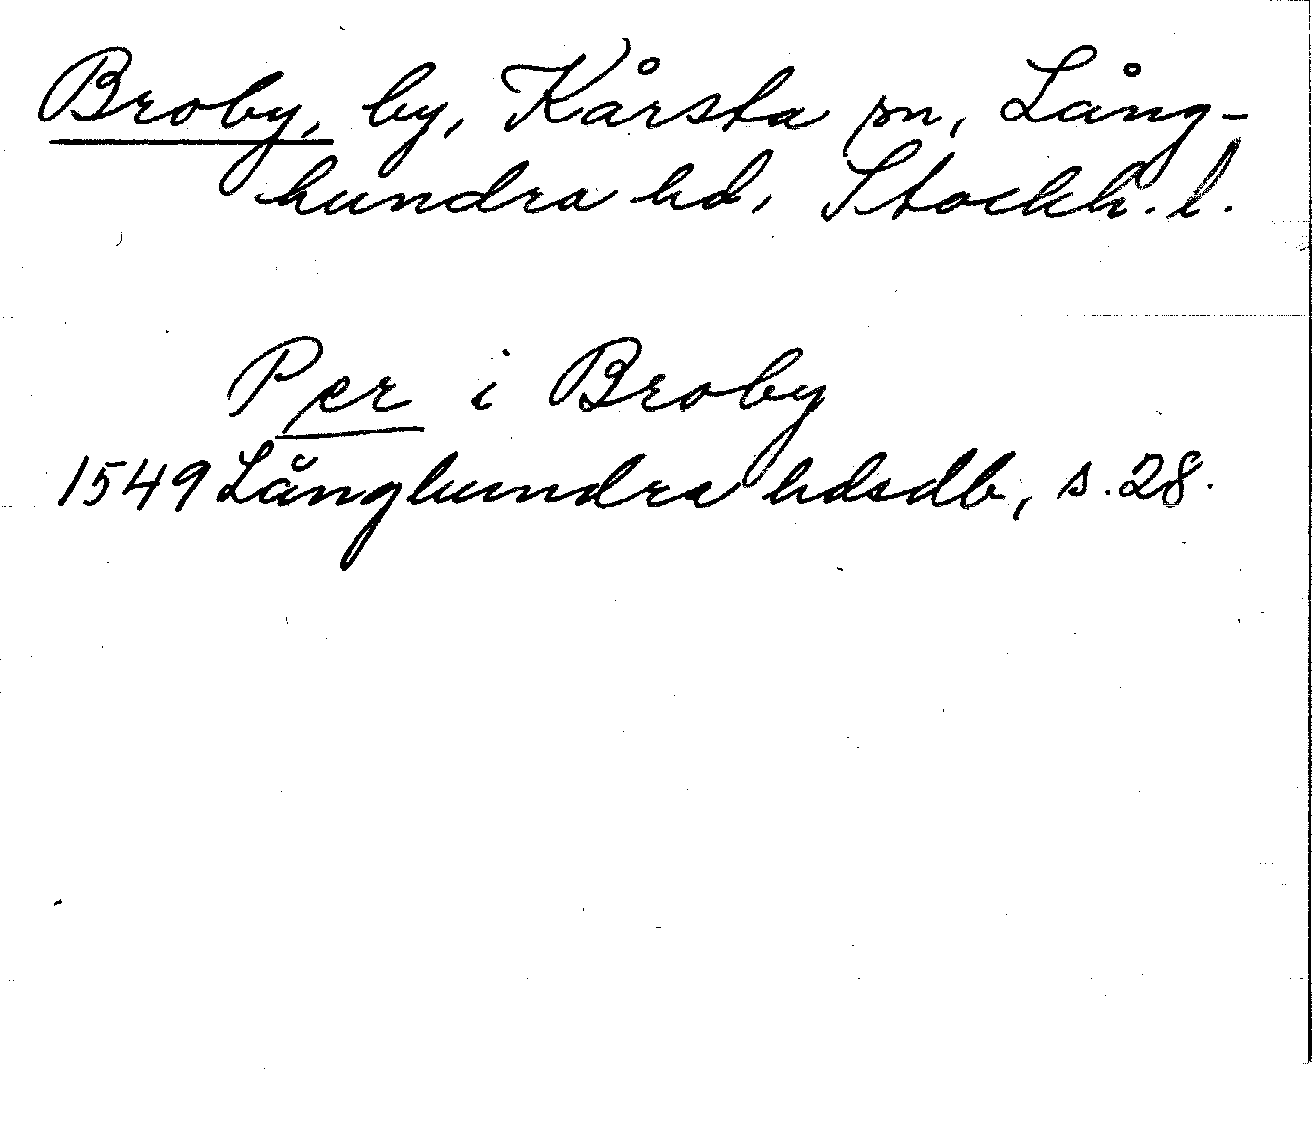 Broby, by, Kårsta sn, Lång-
hundra hd, Stockh. l.
Per i Broby
1549 Långhundra hdsdb, s. 28.